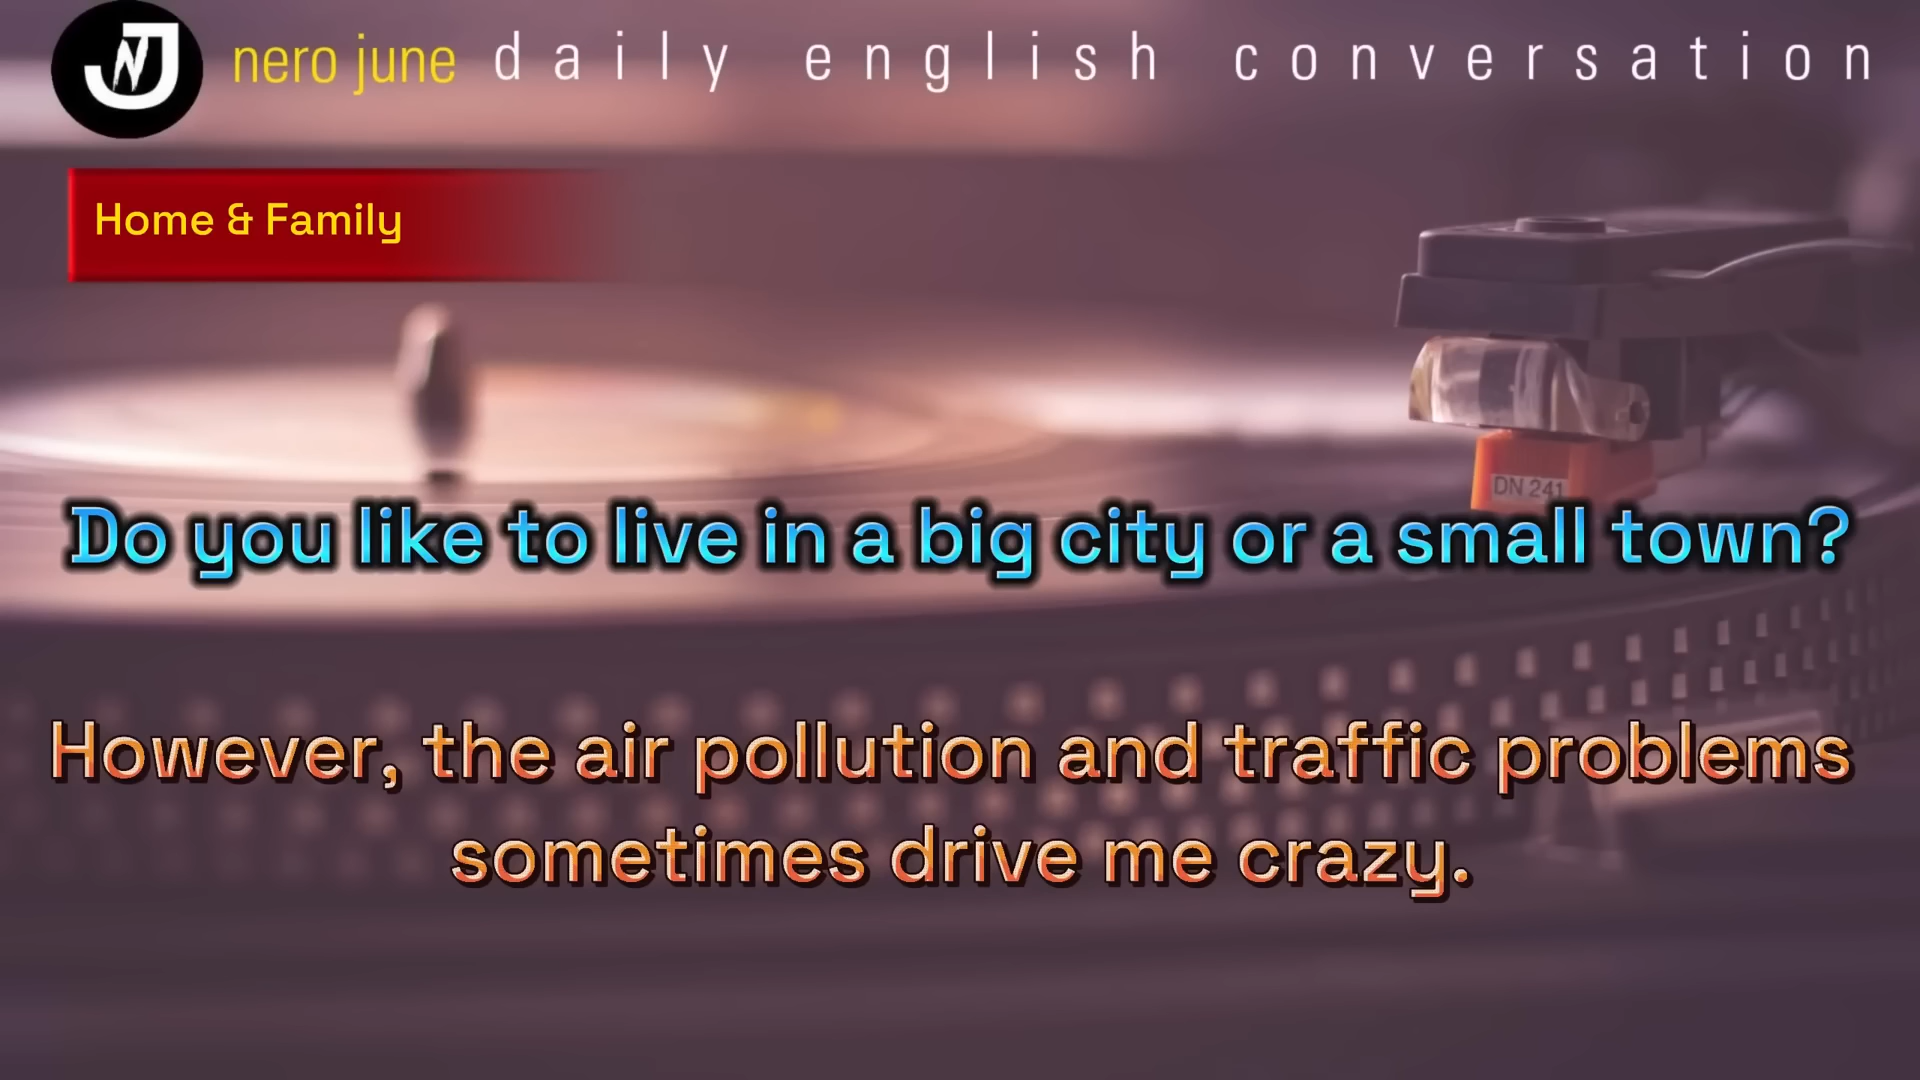 NJ nero june daily english conversation
Home & Family
DN 241
Do you like to live in a big city or a small town?
However, the air pollution and traffic problems
sometimes drive me crazy.